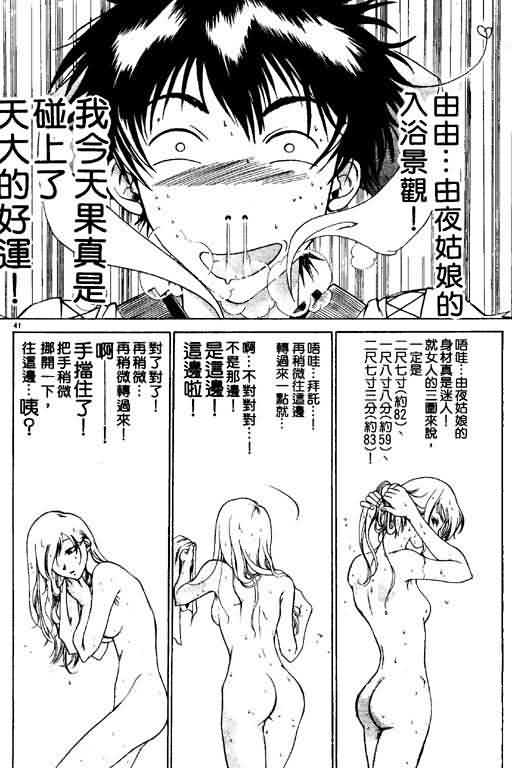 由由…由夜姑娘的
入浴景觀！
我今天果真是
碰上了
天大的好運！
41
唔哇…由夜姑娘的
身材真是迷人！
就女人的三圍來說，
一定是
二尺七寸(約82)、
一尺八寸八分(約59)、
二尺七寸三分(約83)！
唔哇…拜託…！
再稍微往這邊
轉過來一點就…
啊…不對對對…！
不是那邊！
是這邊！
這邊啦！
對了對了！
再稍微…
再稍微轉過來！
啊——！
手擋住了！
把手稍微
挪開一下，
往這邊…咦？